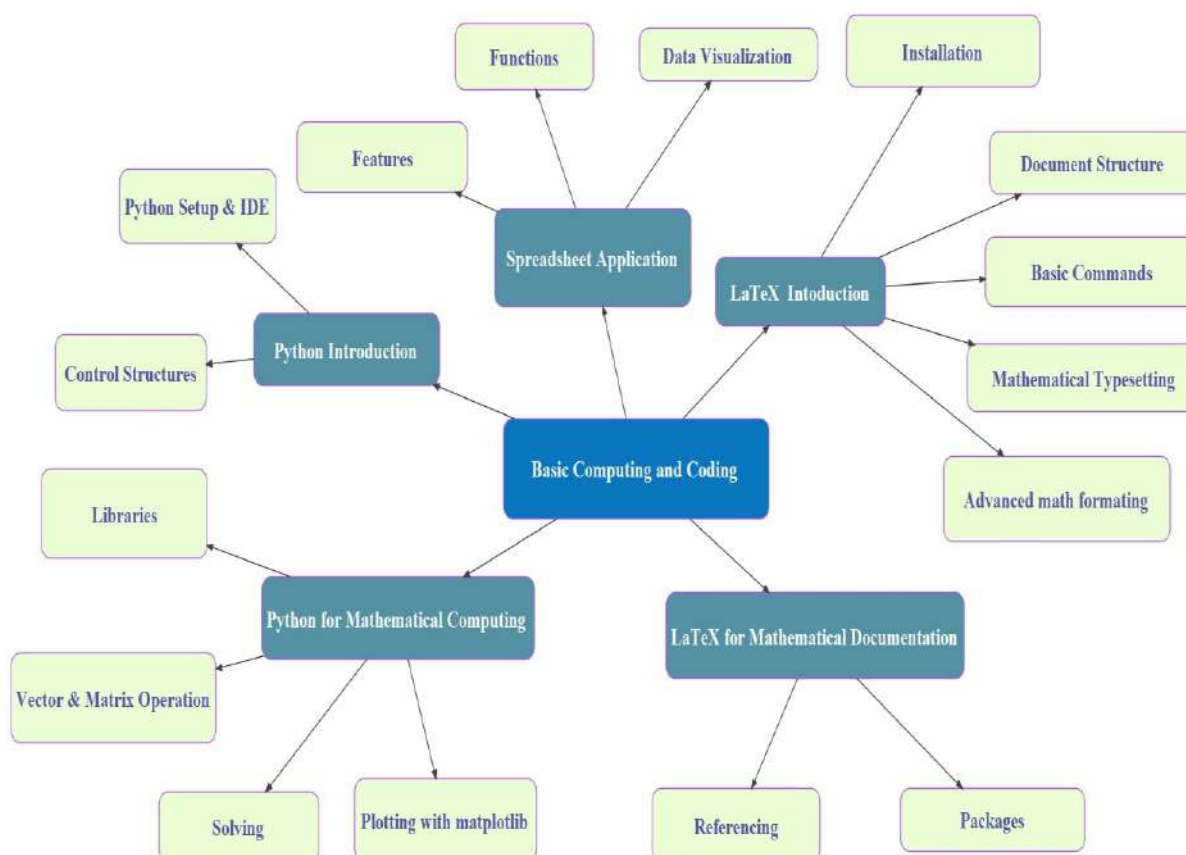 Functions
Data Visualization
Installation
Features
Document Structure
Python Setup & IDE
Spreadsheet Application
Basic Commands
LaTeX Intoduction
Python Introduction
Control Structures
Mathematical Typesetting
Basic Computing and Coding
Advanced math formating
Libraries
Python for Mathematical Computing
LaTeX for Mathematical Documentation
Vector & Matrix Operation
Solving
Plotting with matplotlib
Referencing
Packages